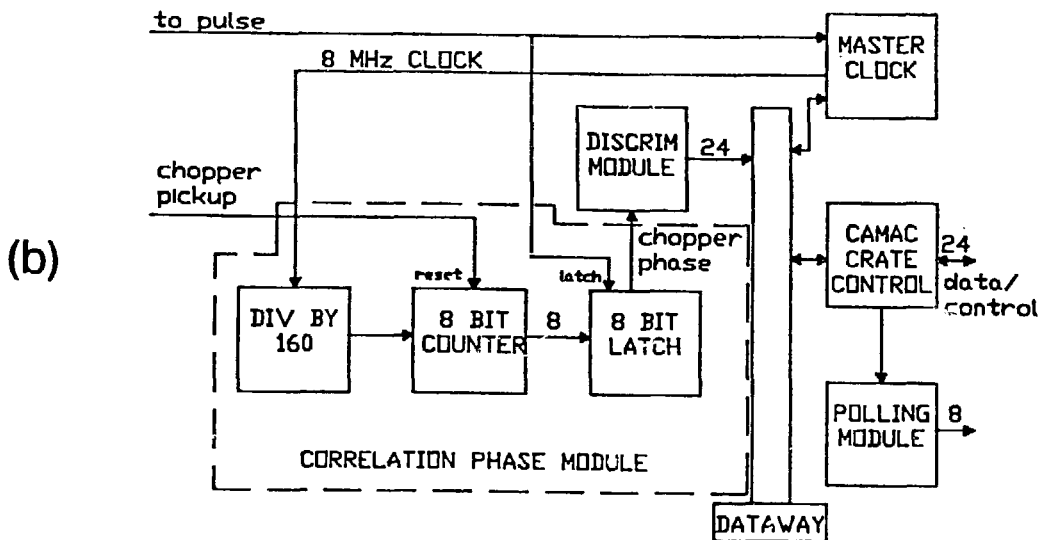 to pulse
8 MHz CLOCK
MASTER
CLOCK
DISCRIM
MODULE
24
chopper
pickup
(b)
chopper
phase
CAMAC
CRATE
CONTROL
24
data/
control
reset
latch
DIV BY
160
8 BIT
COUNTER
8
8 BIT
LATCH
POLLING
MODULE
8
CORRELATION PHASE MODULE
DATAWAY